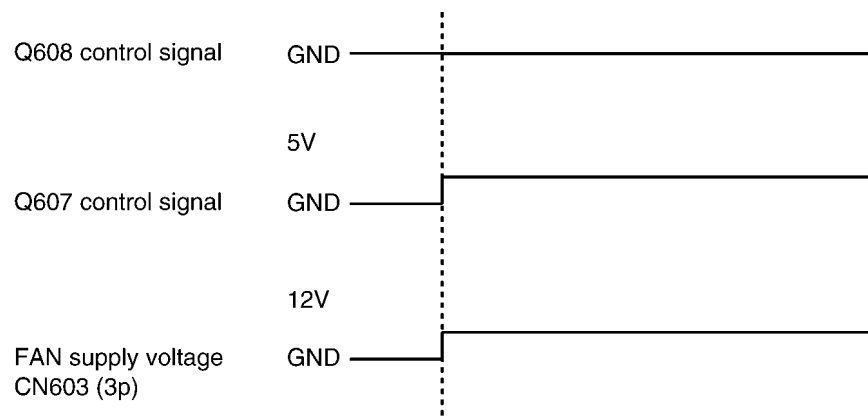 Q608 control signal GND
5V
Q607 control signal GND
12V
FAN supply voltage GND
CN603 (3p)